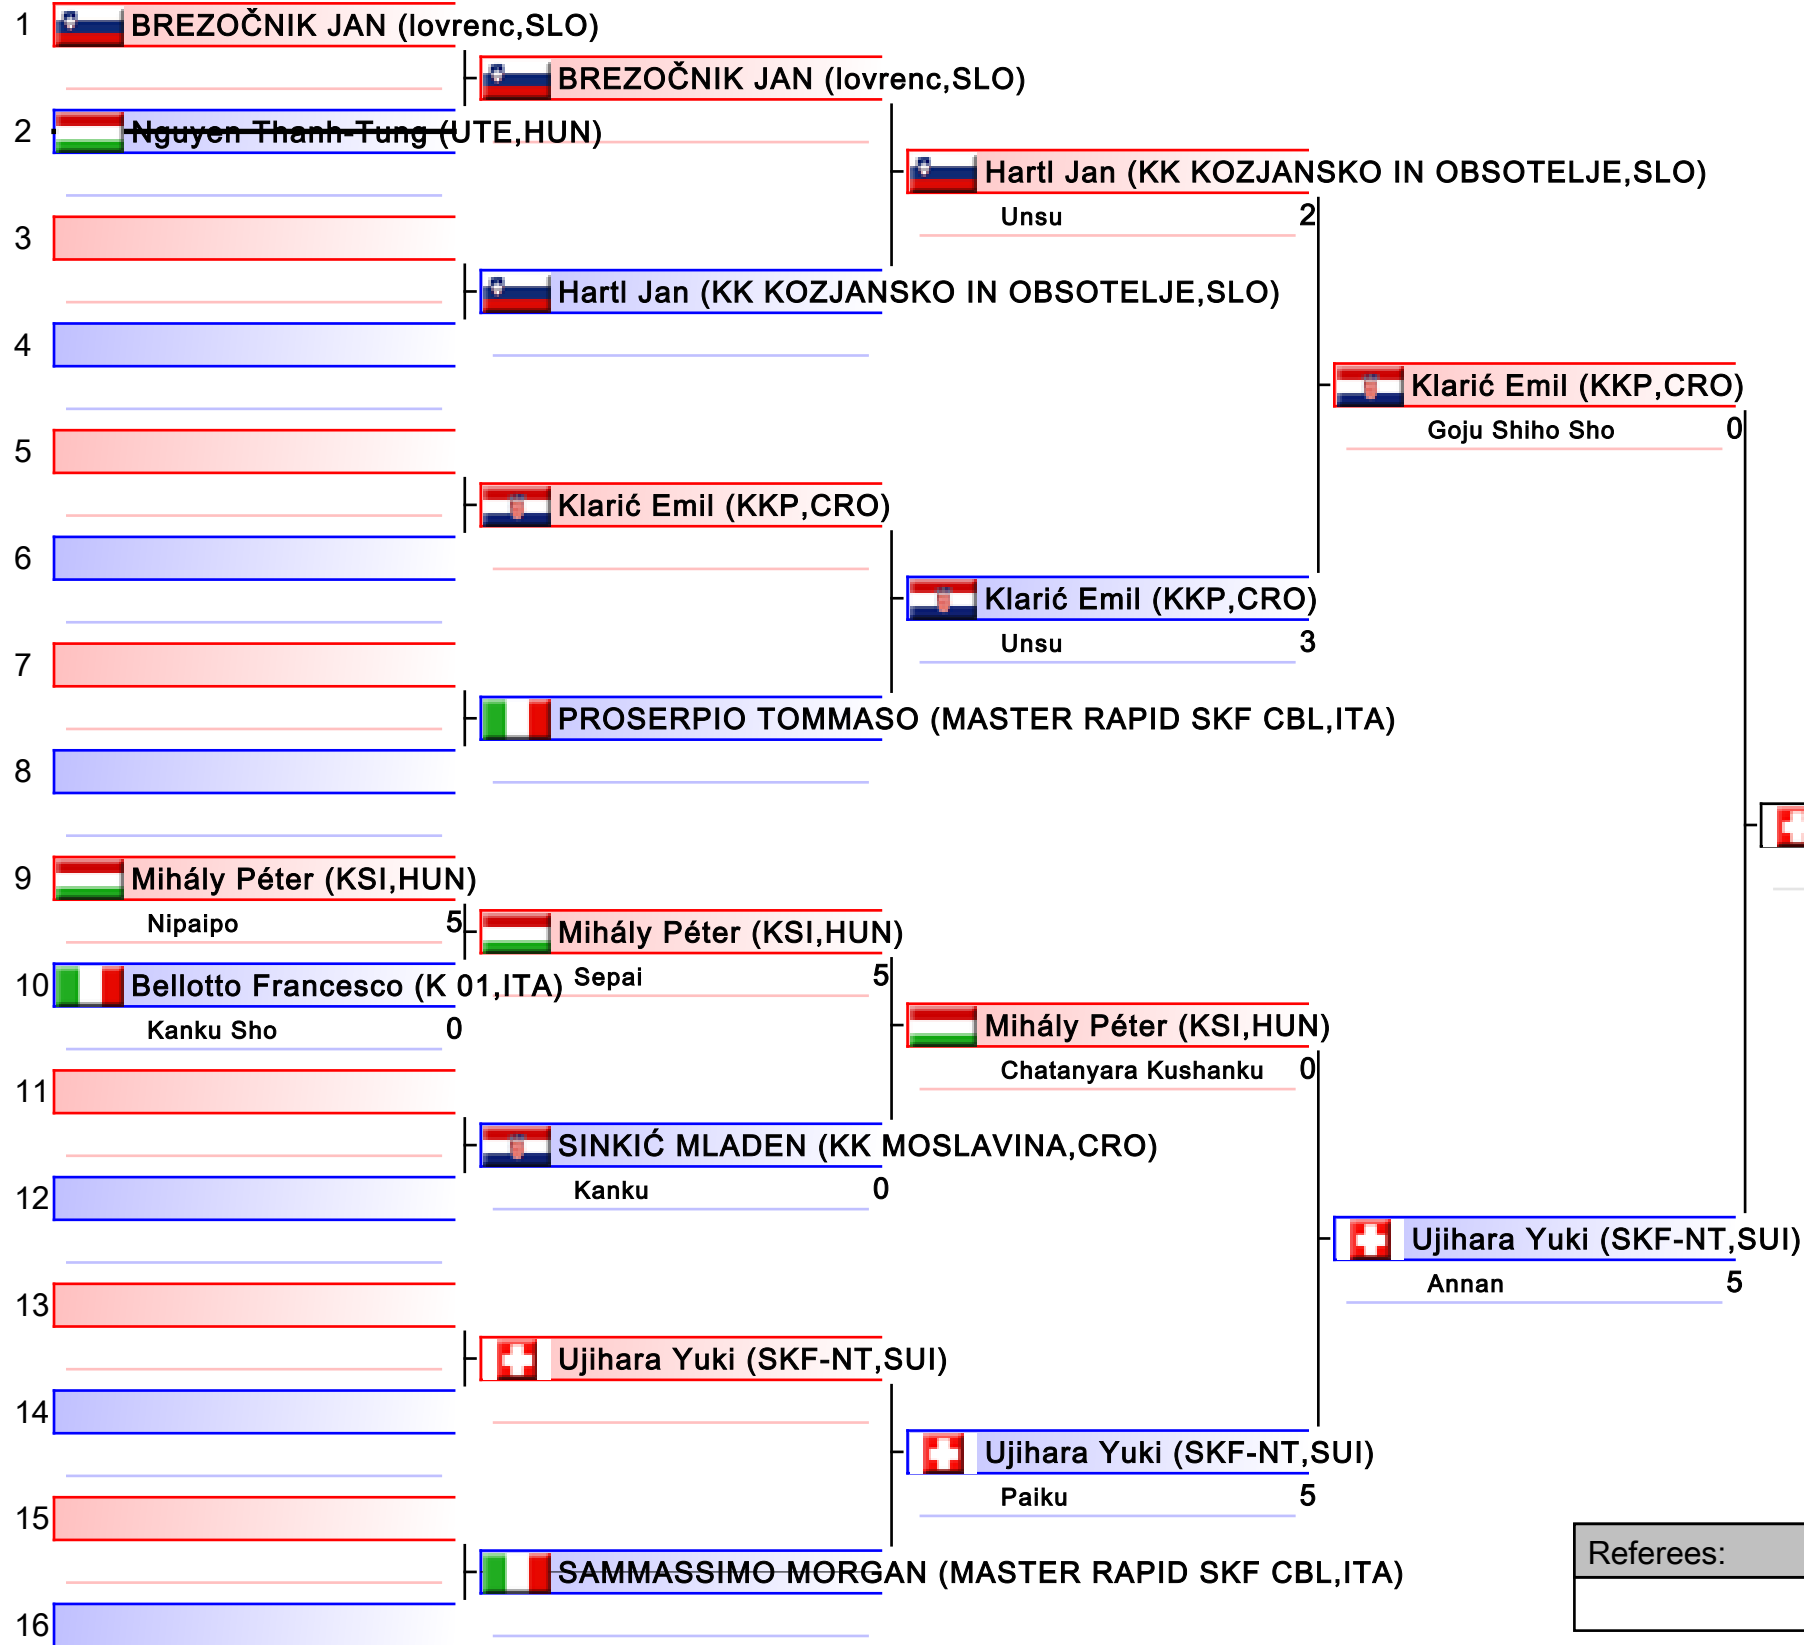 1 BREZOČNIK JAN (lovrenc,SLO)
BREZOČNIK JAN (lovrenc,SLO)
2 Nguyen Thanh-Tung (UTE,HUN)
Hartl Jan (KK KOZJANSKO IN OBSOTELJE,SLO)
Unsu 2
3
Hartl Jan (KK KOZJANSKO IN OBSOTELJE,SLO)
4
Klarić Emil (KKP,CRO)
Goju Shiho Sho 0
5
Klarić Emil (KKP,CRO)
6
Klarić Emil (KKP,CRO)
Unsu 3
7
PROSERPIO TOMMASO (MASTER RAPID SKF CBL,ITA)
8
9 Mihály Péter (KSI,HUN)
Nipaipo 5
Mihály Péter (KSI,HUN)
Sepai 5
10 Bellotto Francesco (K 01,ITA)
Kanku Sho 0
Mihály Péter (KSI,HUN)
Chatanyara Kushanku 0
11
SINKIĆ MLADEN (KK MOSLAVINA,CRO)
Kanku 0
12
Ujihara Yuki (SKF-NT,SUI)
Annan 5
13
Ujihara Yuki (SKF-NT,SUI)
14
Ujihara Yuki (SKF-NT,SUI)
Paiku 5
15
SAMMASSIMO MORGAN (MASTER RAPID SKF CBL,ITA)
16
Referees: